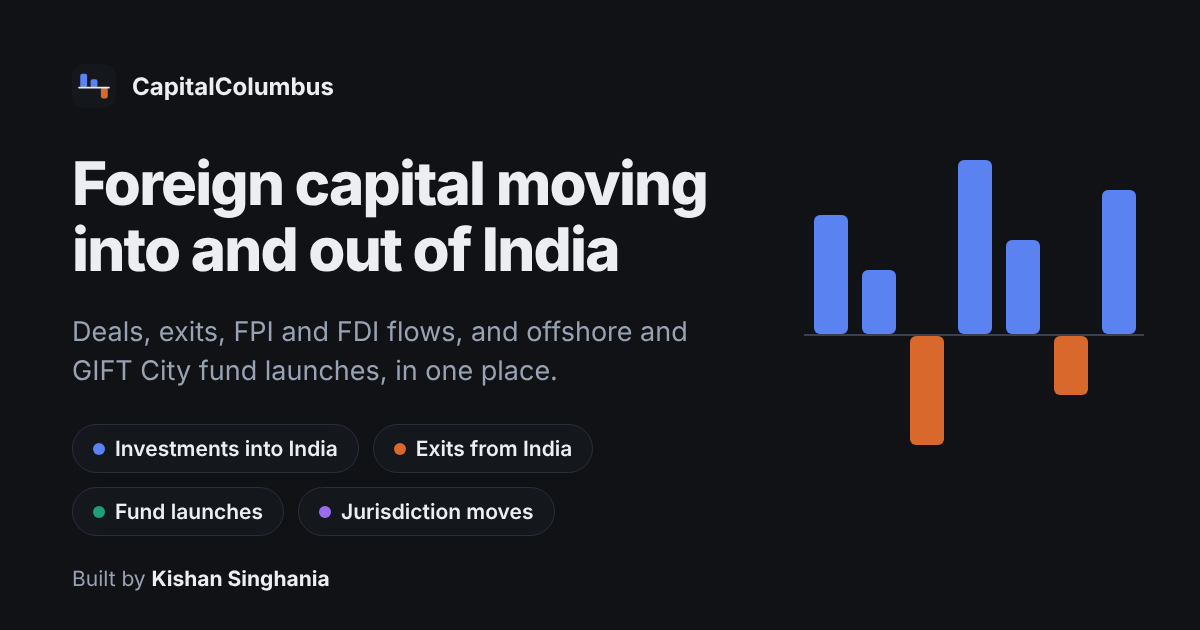 CapitalColumbus
Foreign capital moving
into and out of India
Deals, exits, FPI and FDI flows, and offshore and
GIFT City fund launches, in one place.
Investments into India
Exits from India
Fund launches
Jurisdiction moves
Built by Kishan Singhania